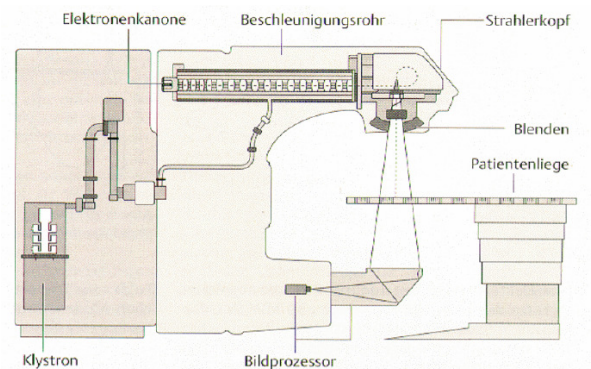 Elektronenkanone
Beschleunigungsrohr
Strahlerkopf
Blenden
Patientenliege
Klystron
Bildprozessor